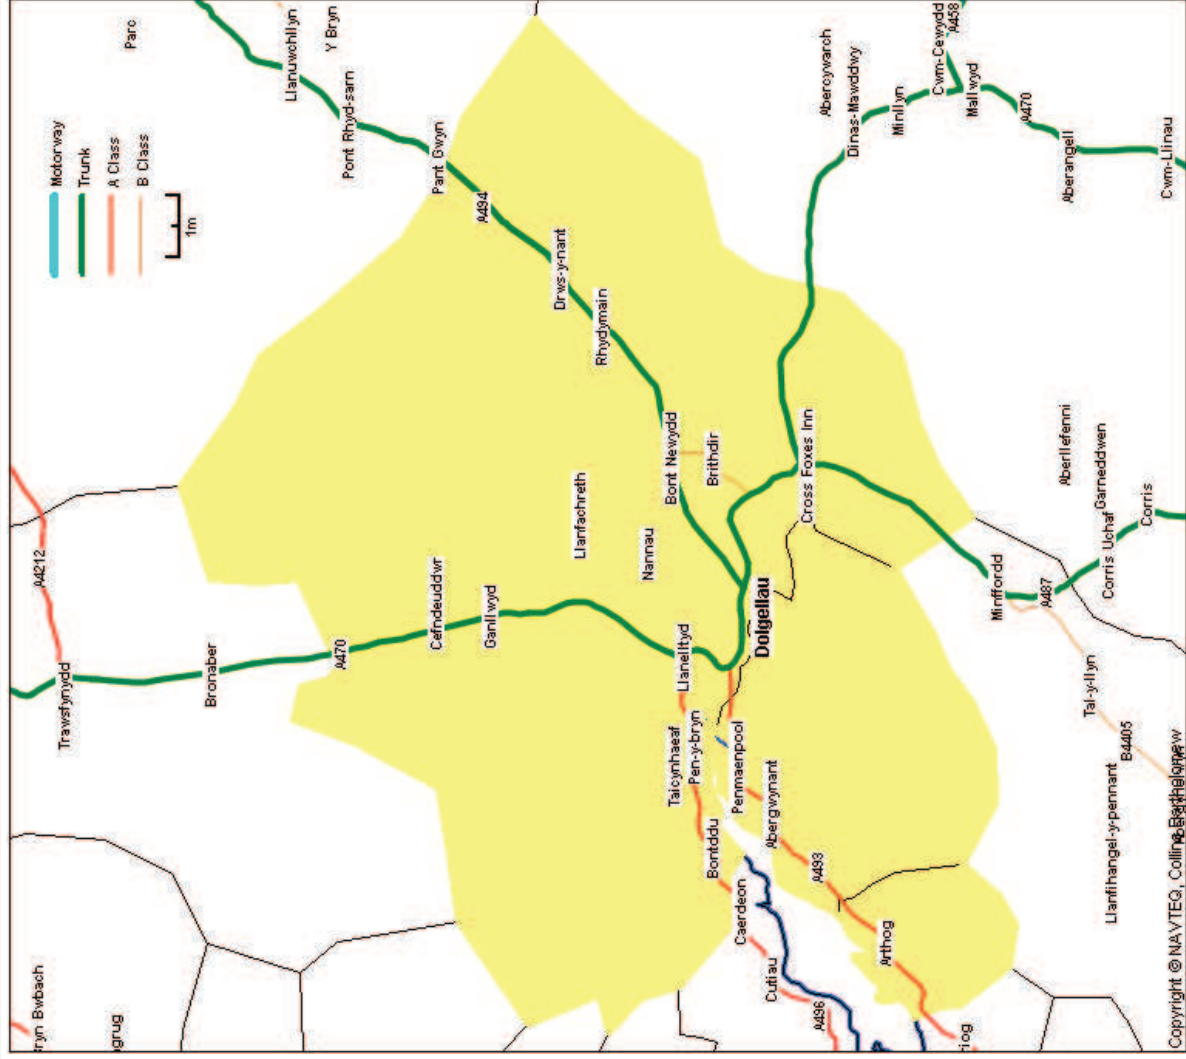 ryn Bwbach
A4212
Motorway
Trawsfynydd
Trunk
A Class
grug
Parc
B Class
1m
Bronaber
Llanuwchllyn
Y Bryn
A470
Pont Rhyd-sarn
Cefndeuddwr
Pant Gwyn
A494
Ganllwyd
Drws-y-nant
Llanfachreth
Rhydymain
Nannau
Bont Newydd
Taicynhaeaf
Llanelltyd
Pen-y-bryn
Bontddu
Brithdir
Penmaenpool
Caerdeon
Dolgellau
Abergwynant
Cutiau
Cross Foxes Inn
A496
A493
Abercywarch
Dinas-Mawddwy
Arthog
Minllyn
Cwm-Cewydd
A458
iog
Mallwyd
Minffordd
A470
A487
Aberllefenni
Aberangell
Tal-y-llyn
Garneddwen
Corris Uchaf
Llanfihangel-y-pennant
B4405
Corris
Cwm-Llinau
Copyright © NAVTEQ, Collins Bartholomew